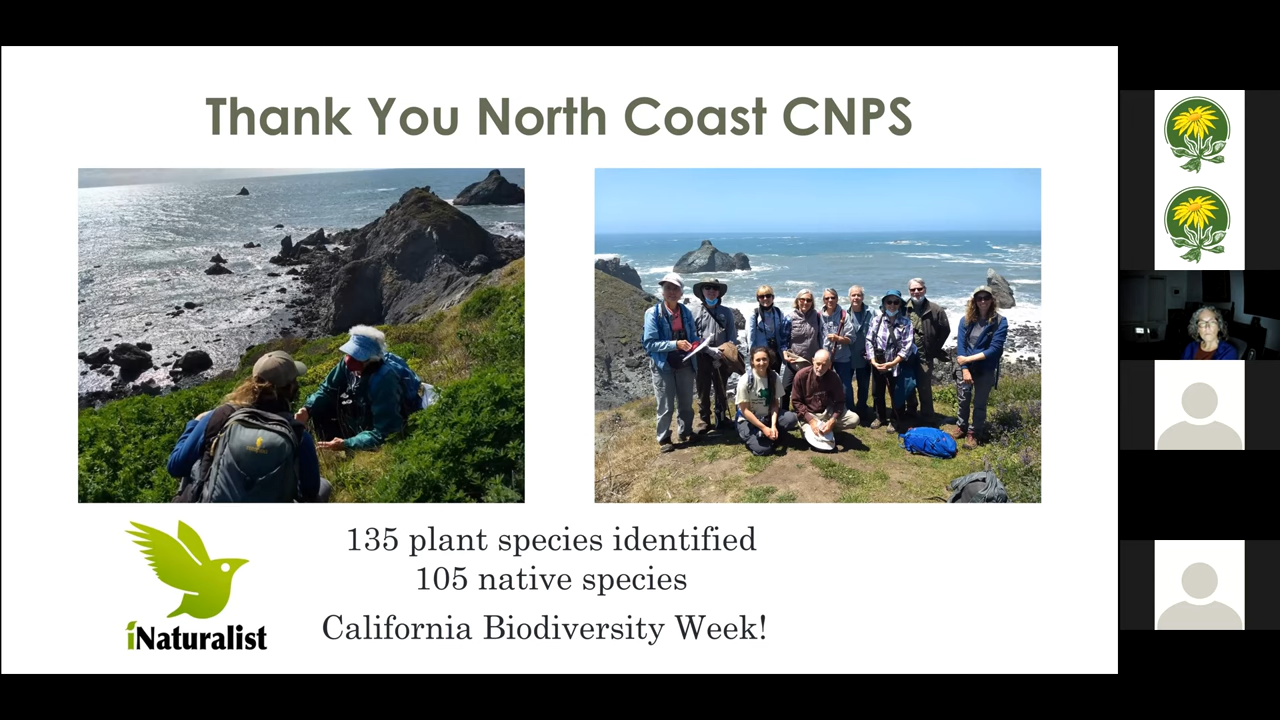 Thank You North Coast CNPS
135 plant species identified
105 native species
California Biodiversity Week!
iNaturalist